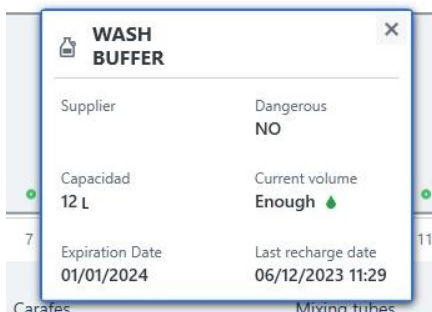 WASH
BUFFER
Supplier
Dangerous
NO
Capacidad
12 L
Current volume
Enough
Expiration Date
01/01/2024
Last recharge date
06/12/2023 11:29
7
11
Carafes
Mixing tubes